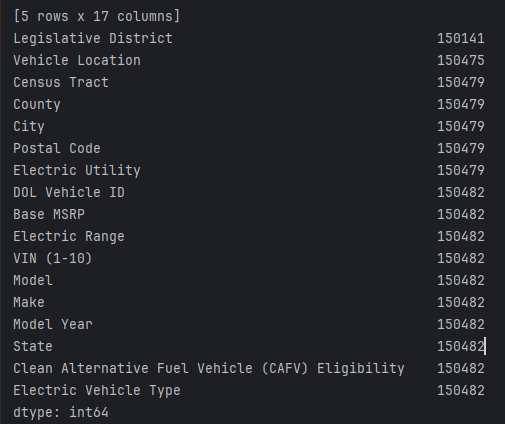 [5 rows x 17 columns]
Legislative District 150141
Vehicle Location 150475
Census Tract 150479
County 150479
City 150479
Postal Code 150479
Electric Utility 150479
DOL Vehicle ID 150482
Base MSRP 150482
Electric Range 150482
VIN (1-10) 150482
Model 150482
Make 150482
Model Year 150482
State 150482
Clean Alternative Fuel Vehicle (CAFV) Eligibility 150482
Electric Vehicle Type 150482
dtype: int64